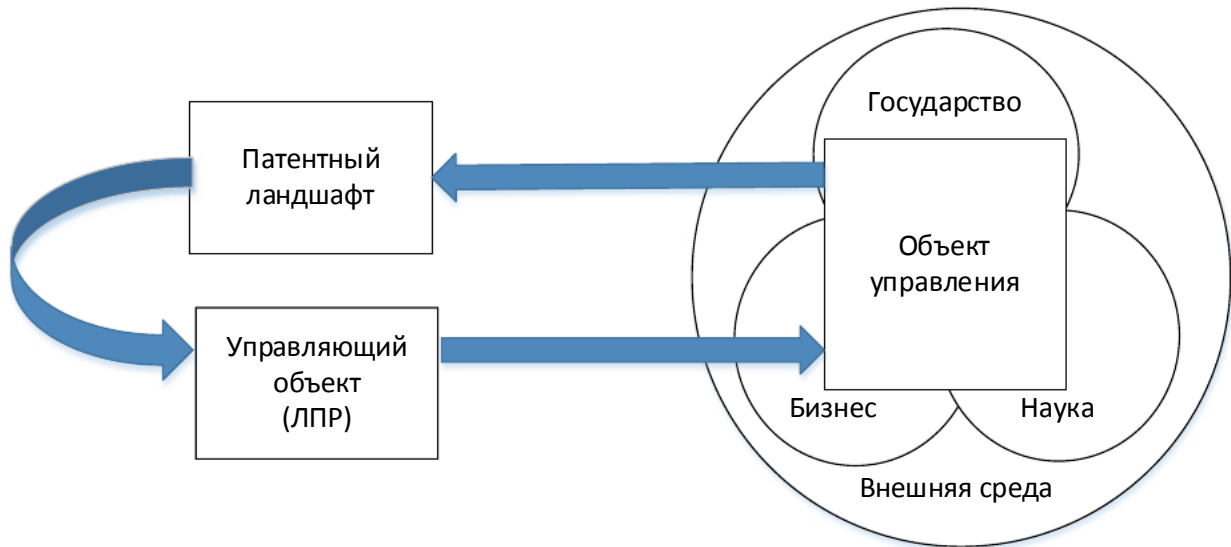 Государство
Патентный
ландшафт
Объект
управления
Управляющий
объект
(ЛПР)
Бизнес
Наука
Внешняя среда